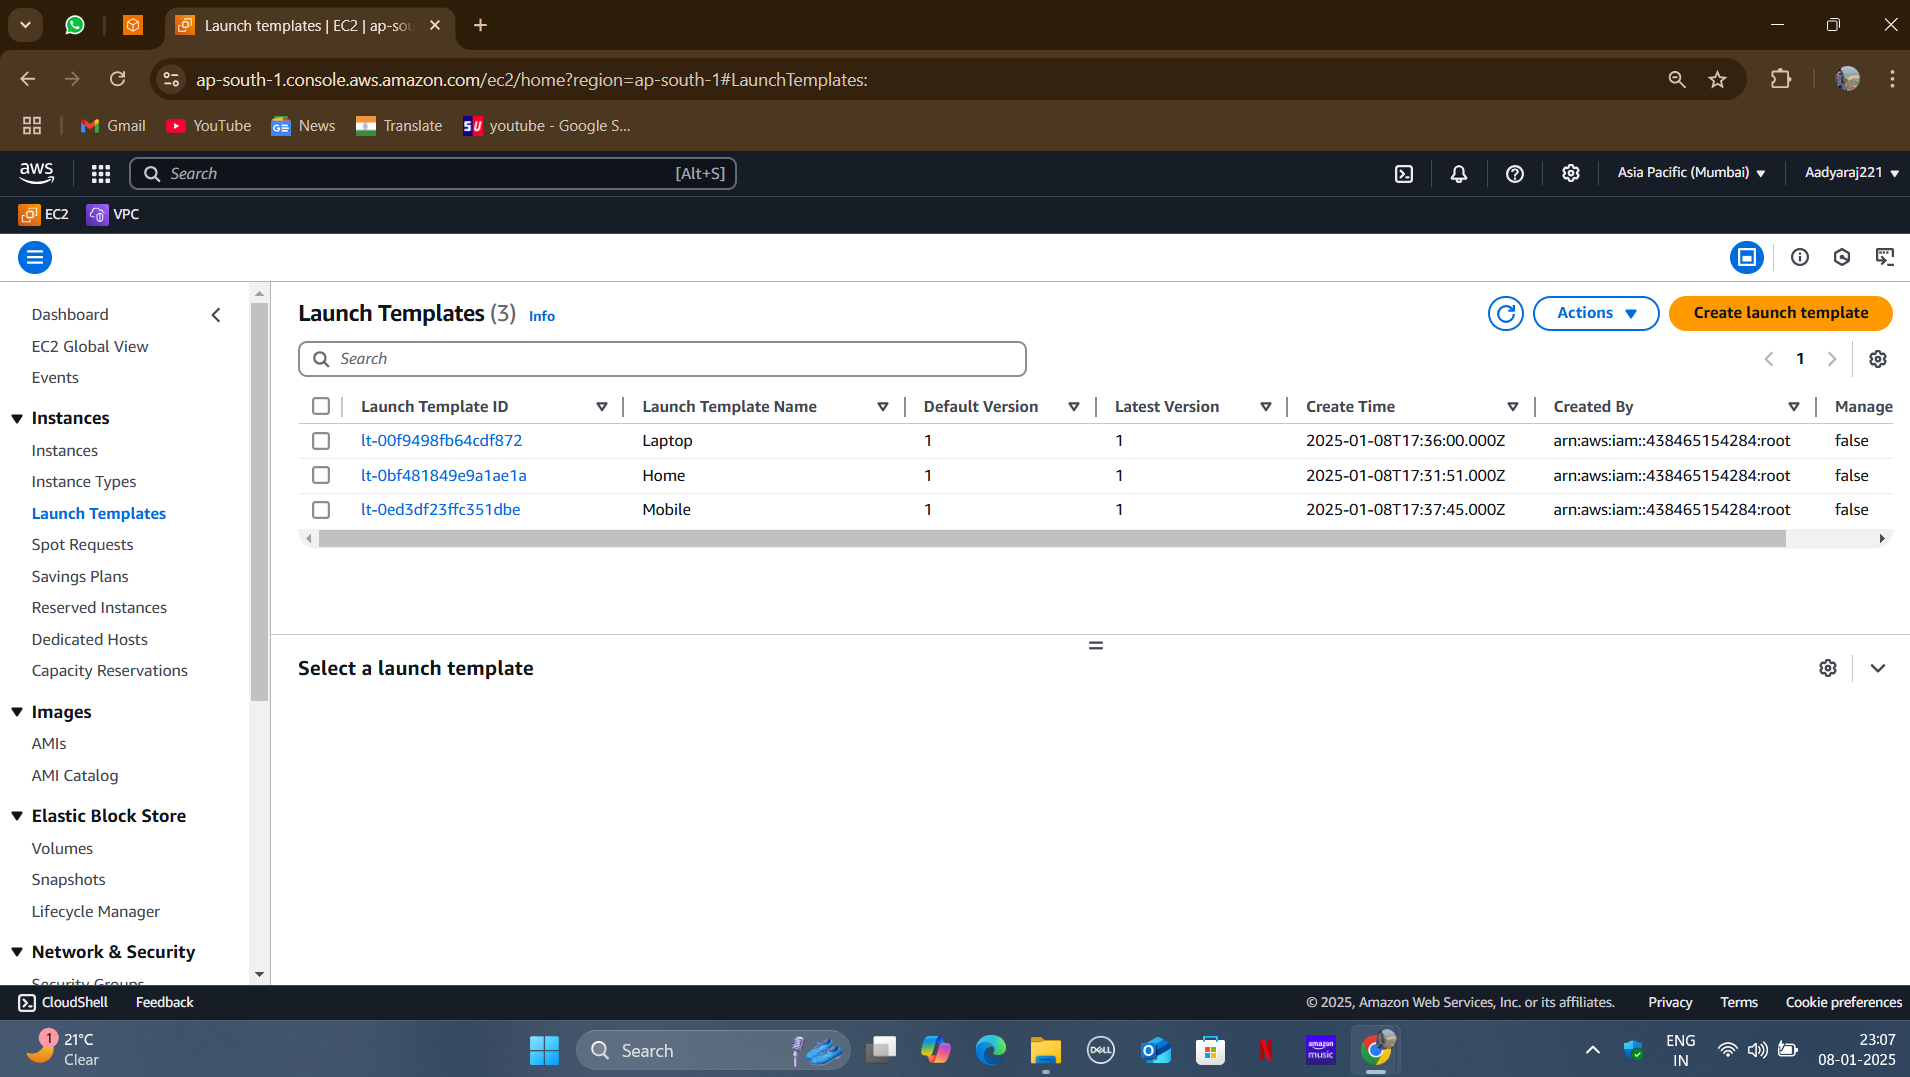 Launch templates | EC2 | ap-sou
ap-south-1.console.aws.amazon.com/ec2/home?region=ap-south-1#LaunchTemplates:
Gmail YouTube News Translate SU youtube - Google S...
aws Search [Alt+S] Asia Pacific (Mumbai) Aadyaraj221
EC2 VPC
Dashboard
EC2 Global View
Events
Instances
Instances
Instance Types
Launch Templates
Spot Requests
Savings Plans
Reserved Instances
Dedicated Hosts
Capacity Reservations
Images
AMIs
AMI Catalog
Elastic Block Store
Volumes
Snapshots
Lifecycle Manager
Network & Security
Security Groups
Launch Templates (3) Info Actions Create launch template
Search 1
Launch Template ID Launch Template Name Default Version Latest Version Create Time Created By Manage
lt-00f9498fb64cdf872 Laptop 1 1 2025-01-08T17:36:00.000Z arn:aws:iam::438465154284:root false
lt-0bf481849e9a1ae1a Home 1 1 2025-01-08T17:31:51.000Z arn:aws:iam::438465154284:root false
lt-0ed3df23ffc351dbe Mobile 1 1 2025-01-08T17:37:45.000Z arn:aws:iam::438465154284:root false
Select a launch template
CloudShell Feedback © 2025, Amazon Web Services, Inc. or its affiliates. Privacy Terms Cookie preferences
1 21°C Search DELL amazon ENG 23:07
Clear music IN 08-01-2025